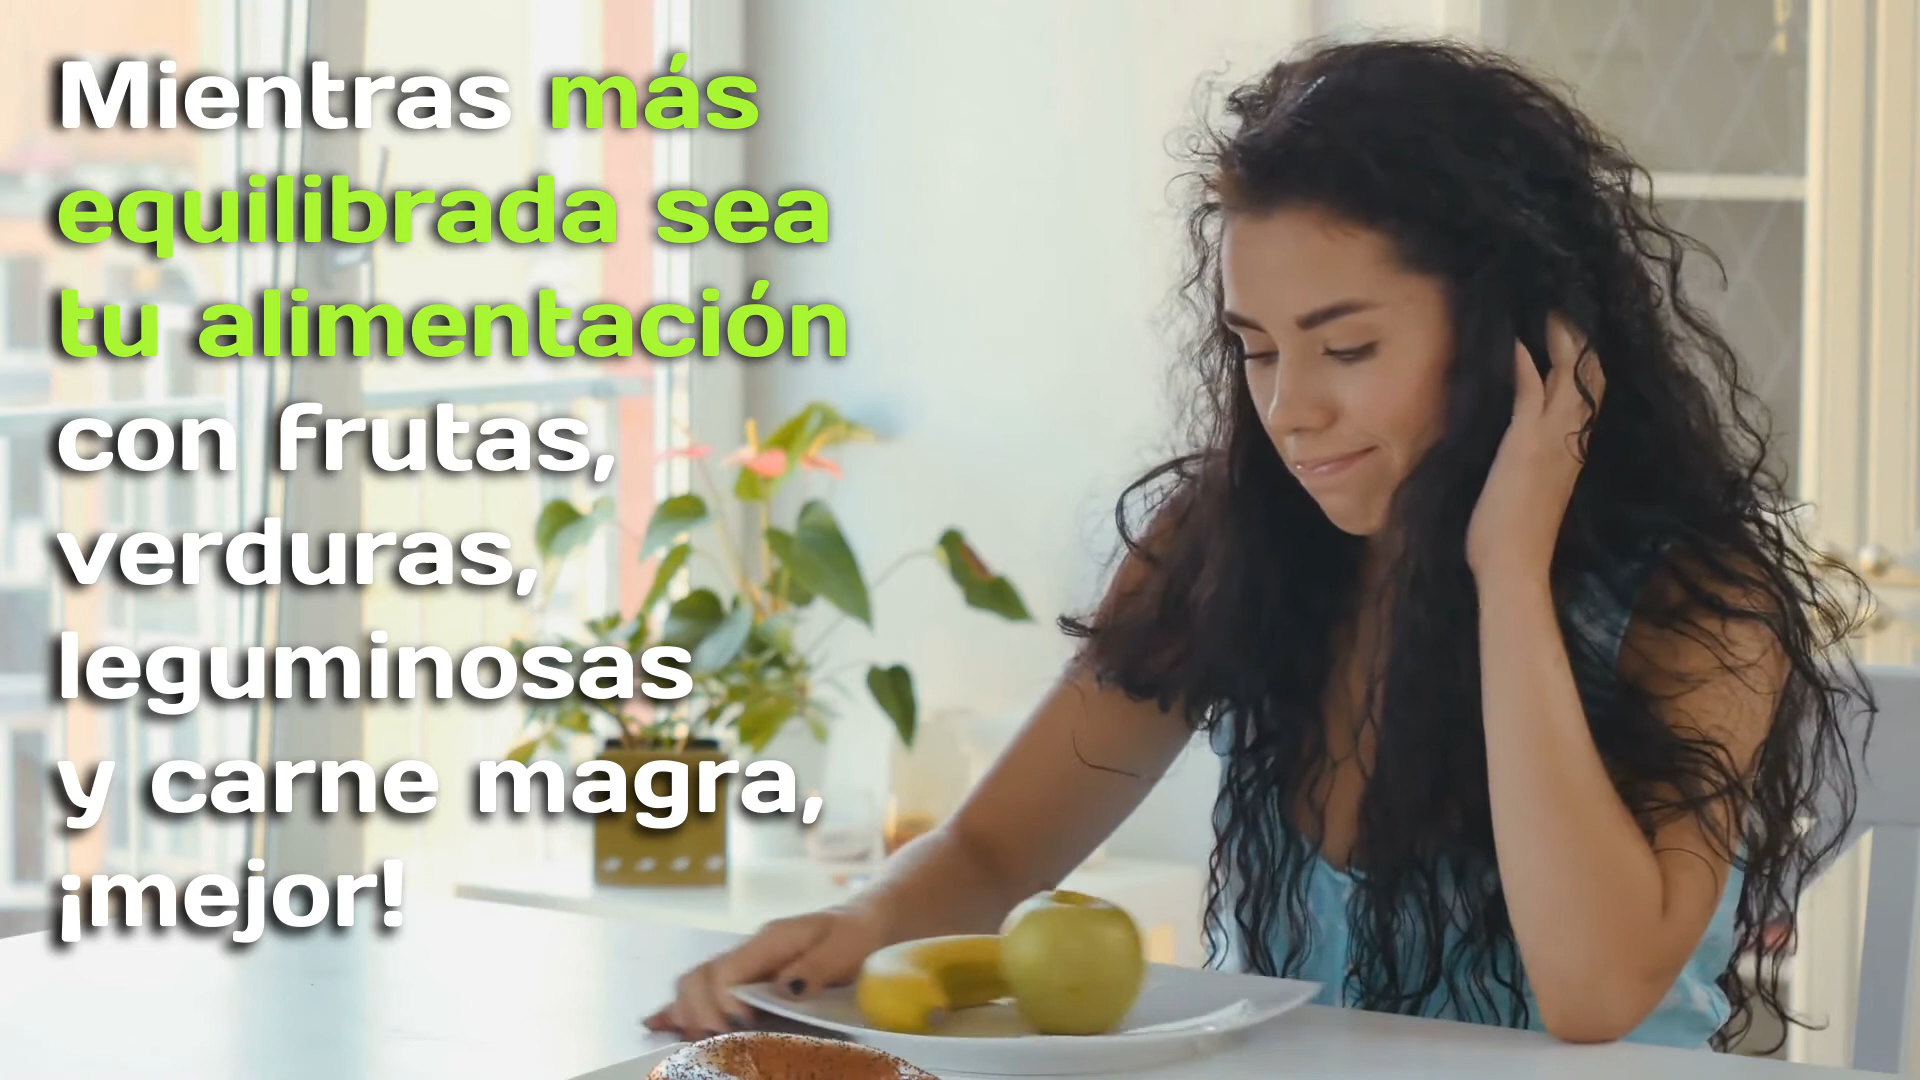 Mientras más
equilibrada sea
tu alimentación
con frutas,
verduras,
leguminosas
y carne magra,
¡mejor!